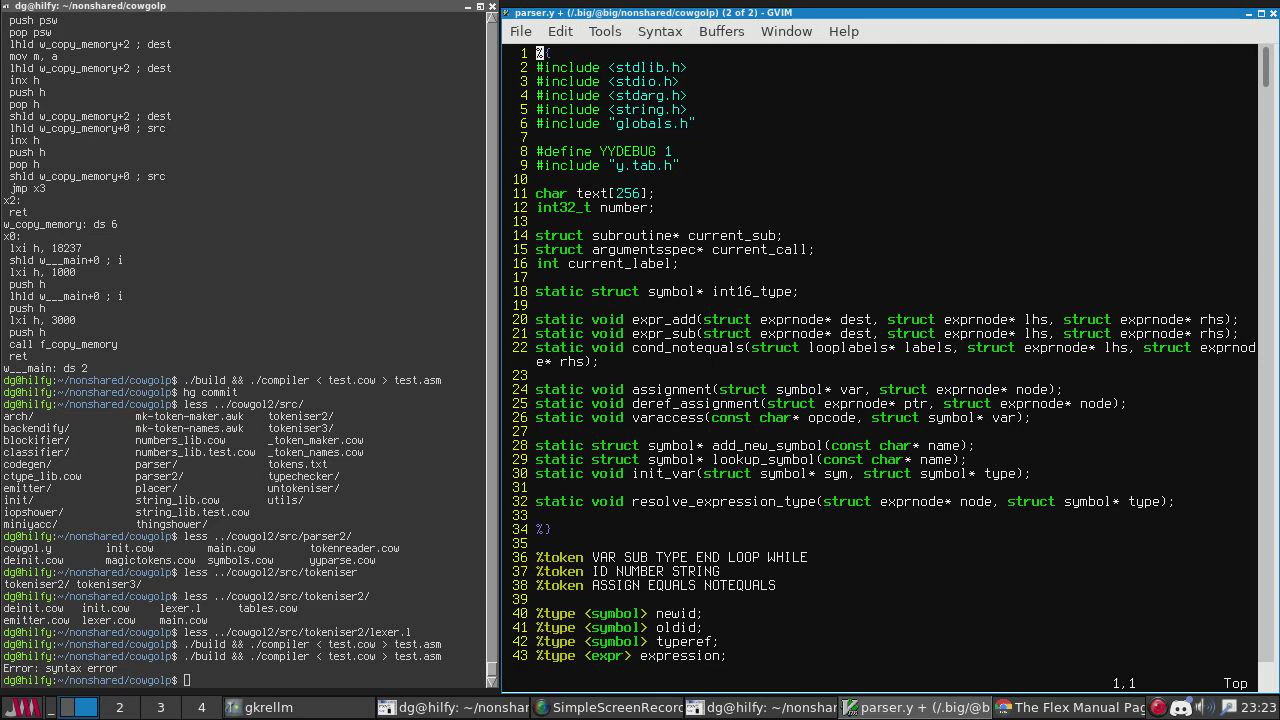 dg@hilfy: ~/nonshared/cowgolp
push psw
pop psw
lhld w_copy_memory+2 ; dest
mov m, a
lhld w_copy_memory+2 ; dest
inx h
push h
pop h
shld w_copy_memory+2 ; dest
lhld w_copy_memory+0 ; src
inx h
push h
pop h
shld w_copy_memory+0 ; src
jmp x3
x2:
ret
w_copy_memory: ds 6
x0:
lxi h, 18237
shld w___main+0 ; i
lxi h, 1000
push h
lhld w___main+0 ; i
push h
lxi h, 3000
push h
call f_copy_memory
ret
w___main: ds 2
dg@hilfy:~/nonshared/cowgolp$ ./build && ./compiler < test.cow > test.asm
dg@hilfy:~/nonshared/cowgolp$ hg commit
dg@hilfy:~/nonshared/cowgolp$ less ../cowgol2/src/
arch/ mk-token-maker.awk tokeniser2/
backendify/ mk-token-names.awk tokeniser3/
blockifier/ numbers_lib.cow _token_maker.cow
classifier/ numbers_lib.test.cow _token_names.cow
codegen/ parser/ tokens.txt
ctype_lib.cow parser2/ typechecker/
emitter/ placer/ untokeniser/
init/ string_lib.cow utils/
iopshower/ string_lib.test.cow
miniyacc/ thingshower/
dg@hilfy:~/nonshared/cowgolp$ less ../cowgol2/src/parser2/
cowgol.y init.cow main.cow tokenreader.cow
deinit.cow magictokens.cow symbols.cow yyparse.cow
dg@hilfy:~/nonshared/cowgolp$ less ../cowgol2/src/tokeniser
tokeniser2/ tokeniser3/
dg@hilfy:~/nonshared/cowgolp$ less ../cowgol2/src/tokeniser2/
deinit.cow init.cow lexer.l tables.cow
emitter.cow lexer.cow main.cow
dg@hilfy:~/nonshared/cowgolp$ less ../cowgol2/src/tokeniser2/lexer.l
dg@hilfy:~/nonshared/cowgolp$ ./build && ./compiler < test.cow > test.asm
dg@hilfy:~/nonshared/cowgolp$ ./build && ./compiler < test.cow > test.asm
Error: syntax error
dg@hilfy:~/nonshared/cowgolp$
parser.y + (/.big/@big/nonshared/cowgolp) (2 of 2) - GVIM
File Edit Tools Syntax Buffers Window Help
1 %{
2 #include <stdlib.h>
3 #include <stdio.h>
4 #include <stdarg.h>
5 #include <string.h>
6 #include "globals.h"
7
8 #define YYDEBUG 1
9 #include "y.tab.h"
10
11 char text[256];
12 int32_t number;
13
14 struct subroutine* current_sub;
15 struct argumentsspec* current_call;
16 int current_label;
17
18 static struct symbol* int16_type;
19
20 static void expr_add(struct exprnode* dest, struct exprnode* lhs, struct exprnode* rhs);
21 static void expr_sub(struct exprnode* dest, struct exprnode* lhs, struct exprnode* rhs);
22 static void cond_notequals(struct looplabels* labels, struct exprnode* lhs, struct exprnod
e* rhs);
23
24 static void assignment(struct symbol* var, struct exprnode* node);
25 static void deref_assignment(struct exprnode* ptr, struct exprnode* node);
26 static void varaccess(const char* opcode, struct symbol* var);
27
28 static struct symbol* add_new_symbol(const char* name);
29 static struct symbol* lookup_symbol(const char* name);
30 static void init_var(struct symbol* sym, struct symbol* type);
31
32 static void resolve_expression_type(struct exprnode* node, struct symbol* type);
33
34 %}
35
36 %token VAR SUB TYPE END LOOP WHILE
37 %token ID NUMBER STRING
38 %token ASSIGN EQUALS NOTEQUALS
39
40 %type <symbol> newid;
41 %type <symbol> oldid;
42 %type <symbol> typeref;
43 %type <expr> expression;
1,1 Top
2 3 4 gkrellm dg@hilfy: ~/nonshar SimpleScreenRecor dg@hilfy: ~/nonshar parser.y + (/.big/@b The Flex Manual Pag 23:23